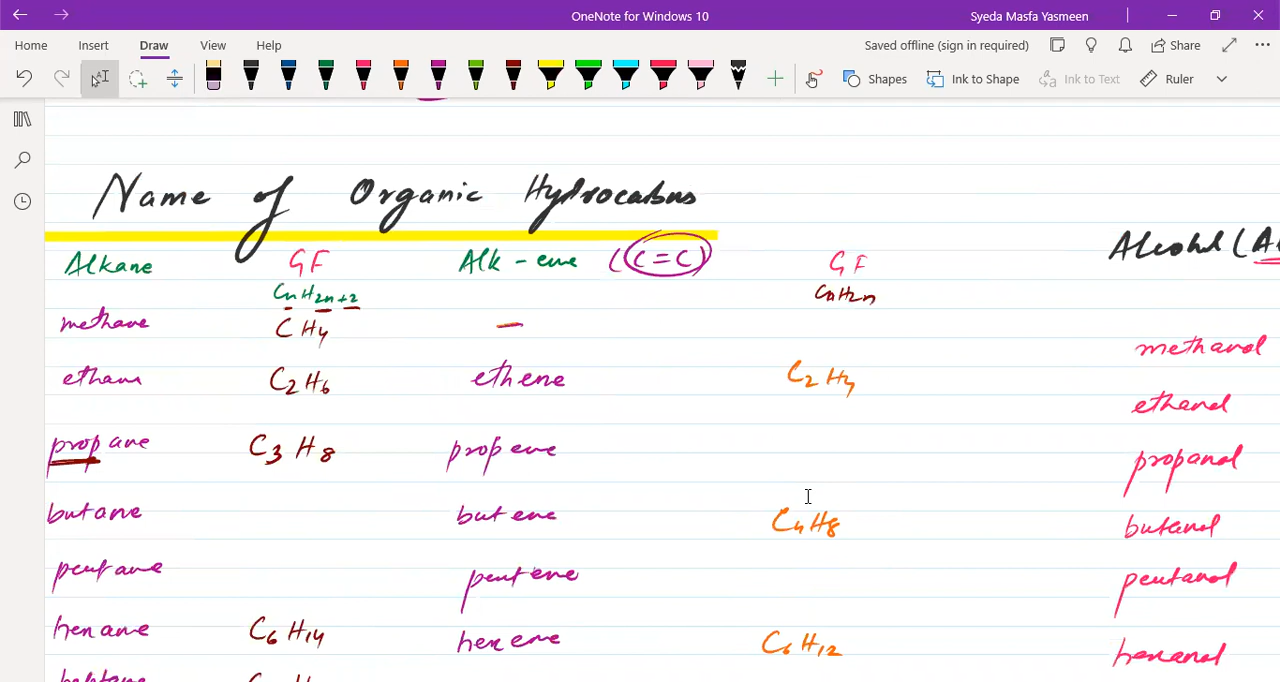 OneNote for Windows 10
Syeda Masfa Yasmeen
Home Insert Draw View Help
Saved offline (sign in required) Share
Shapes Ink to Shape Ink to Text Ruler
Name of Organic Hydrocarbons
Alkane GF Alk-ene (C=C) GF Alcohol (A
CnH2n+2 CnH2n
methane CH4 – methanol
ethane C2H6 ethene C2H4 ethanol
propane C3H8 propene propanol
butane butene C4H8 butanol
pentane pentene pentanol
hexane C6H14 hexene C6H12 hexanol
heptane